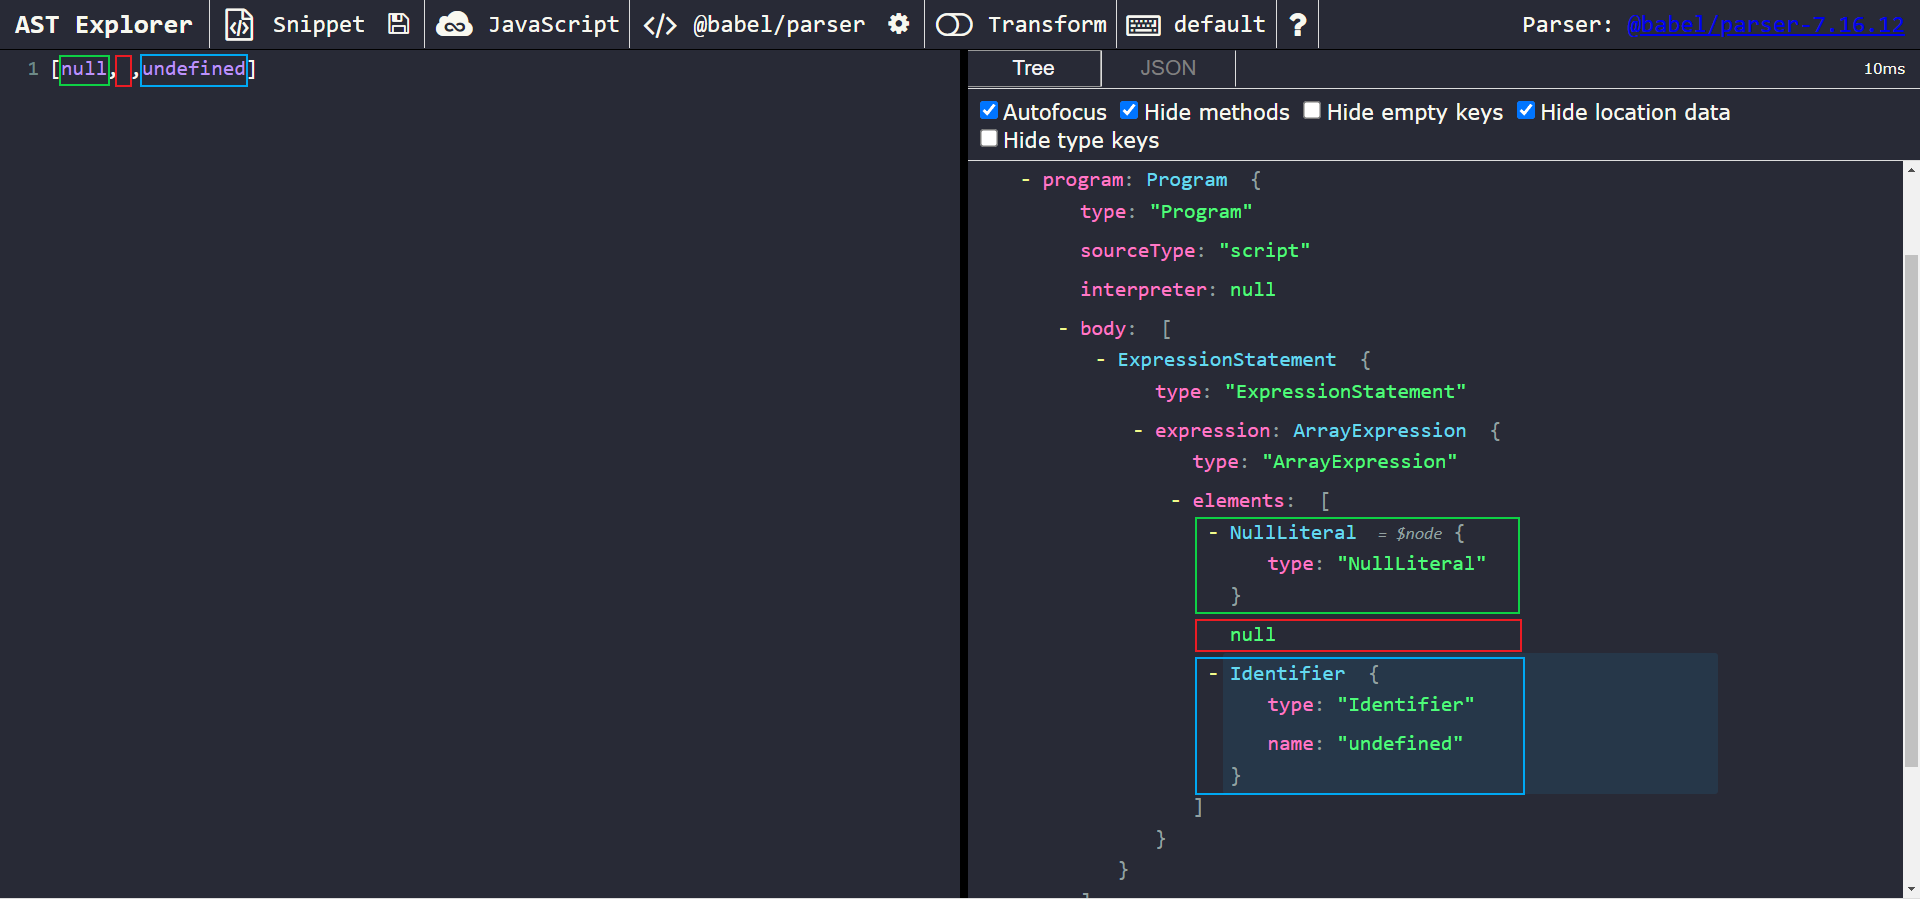 AST Explorer Snippet JavaScript </> @babel/parser Transform default ? Parser: @babel/parser-7.16.12
1 [null, ,undefined]
Tree JSON 10ms
Autofocus Hide methods Hide empty keys Hide location data
Hide type keys
- program: Program {
type: "Program"
sourceType: "script"
interpreter: null
- body: [
- ExpressionStatement {
type: "ExpressionStatement"
- expression: ArrayExpression {
type: "ArrayExpression"
- elements: [
- NullLiteral = $node {
type: "NullLiteral"
}
null
- Identifier {
type: "Identifier"
name: "undefined"
}
]
}
}